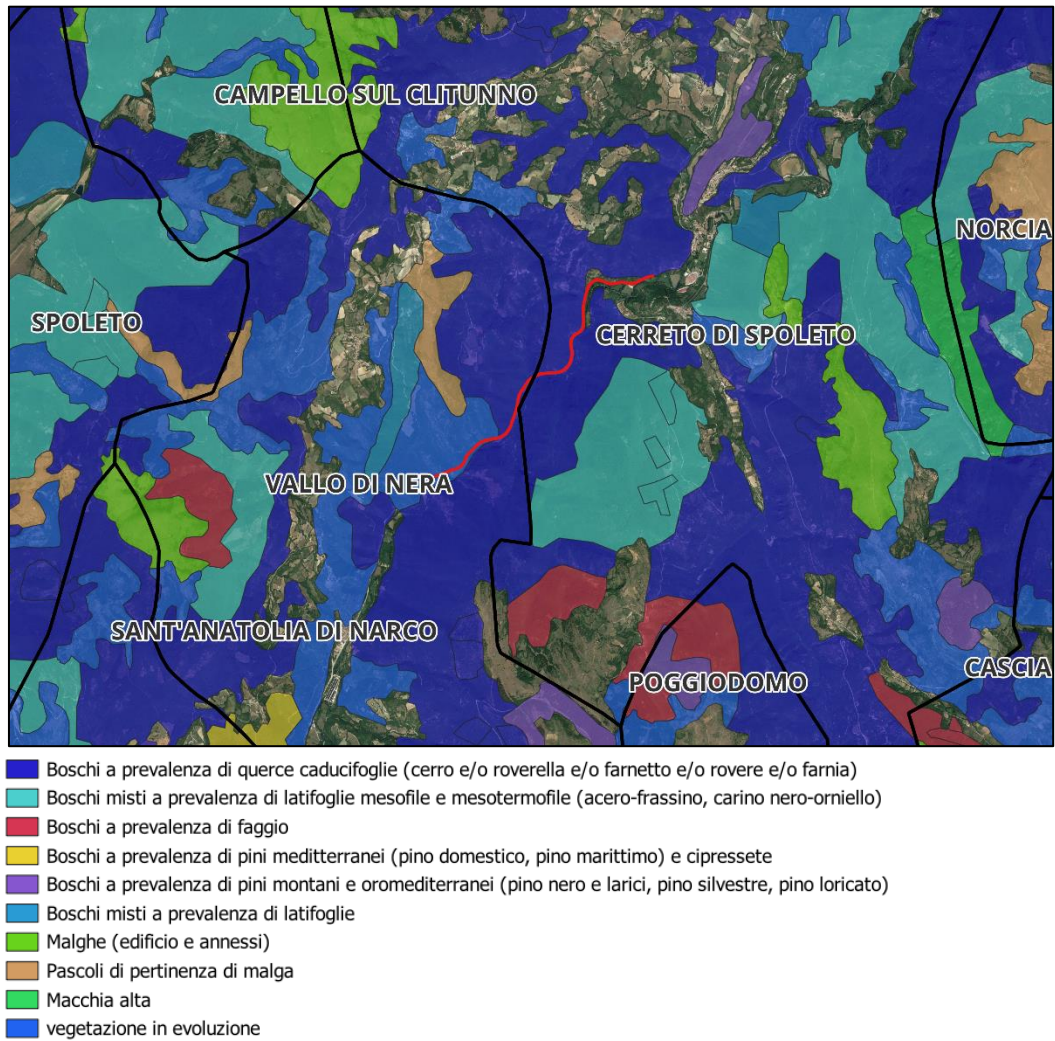 CAMPELLO SUL CLITUNNO
NORCIA
SPOLETO
CERRETO DI SPOLETO
VALLO DI NERA
SANT'ANATOLIA DI NARCO
POGGIODOMO
CASCIA
Boschi a prevalenza di querce caducifoglie (cerro e/o roverella e/o farnetto e/o rovere e/o farnia)
Boschi misti a prevalenza di latifoglie mesofile e mesotermofile (acero-frassino, carino nero-orniello)
Boschi a prevalenza di faggio
Boschi a prevalenza di pini meditterranei (pino domestico, pino marittimo) e cipressete
Boschi a prevalenza di pini montani e oromediterranei (pino nero e larici, pino silvestre, pino loricato)
Boschi misti a prevalenza di latifoglie
Malghe (edificio e annessi)
Pascoli di pertinenza di malga
Macchia alta
vegetazione in evoluzione